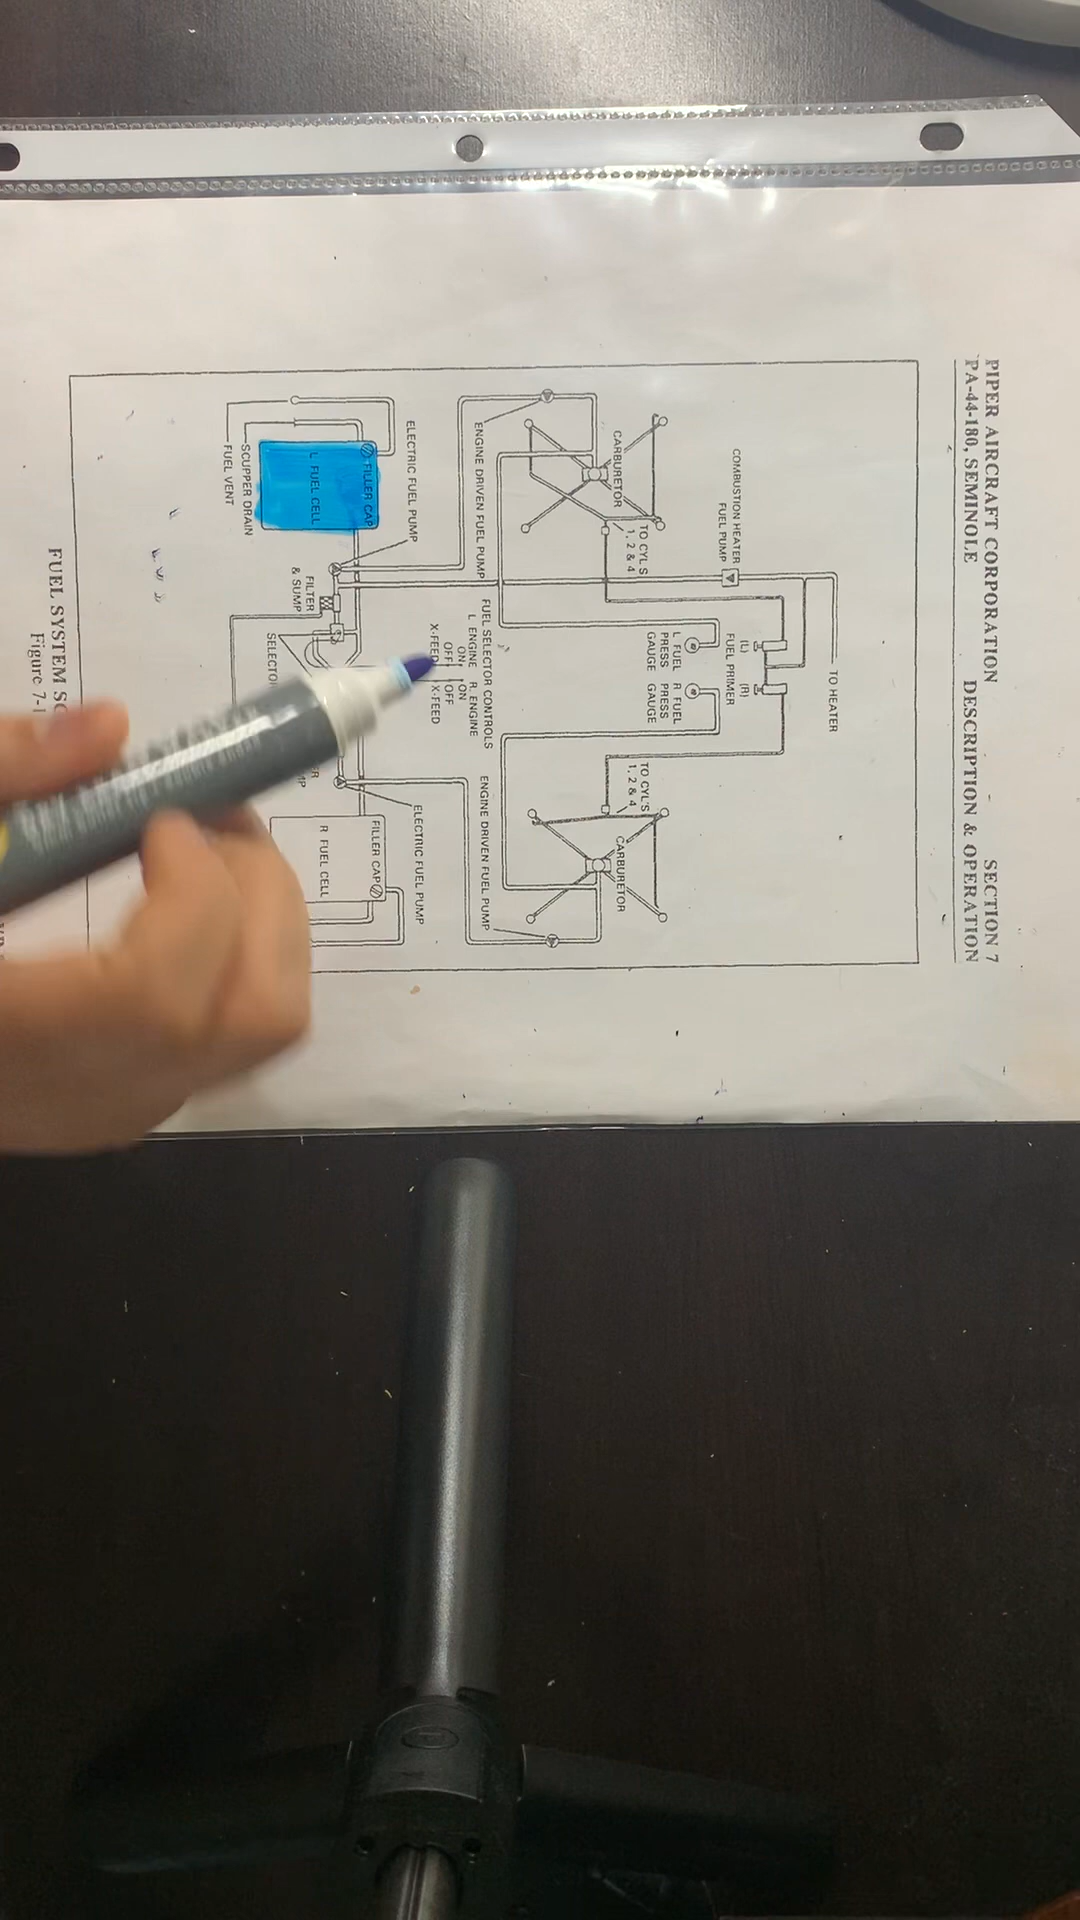 PIPER AIRCRAFT CORPORATION
PA-44-180, SEMINOLE
SECTION 7
DESCRIPTION & OPERATION
TO HEATER
COMBUSTION HEATER
FUEL PUMP
(L)
(R)
FUEL PRIMER
L FUEL
PRESS
GAUGE
R FUEL
PRESS
GAUGE
TO CYL'S
1, 2 & 4
TO CYL'S
1, 2 & 4
CARBURETOR
CARBURETOR
ENGINE DRIVEN FUEL PUMP
ENGINE DRIVEN FUEL PUMP
FUEL SELECTOR CONTROLS
L ENGINE
R. ENGINE
ON
OFF
X-FEED
ON
OFF
X-FEED
ELECTRIC FUEL PUMP
ELECTRIC FUEL PUMP
FILLER CAP
L FUEL CELL
FILLER CAP
R FUEL CELL
FILTER
& SUMP
SCUPPER DRAIN
FUEL VENT
FUEL SYSTEM
Figure 7-1